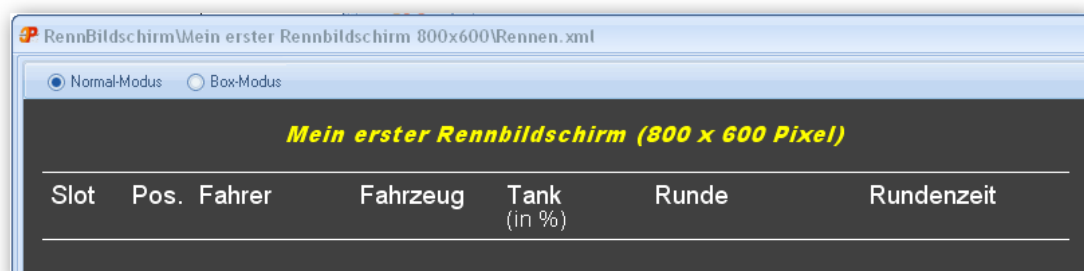 RennBildschirm\Mein erster Rennbildschirm 800x600\Rennen.xml
Normal-Modus Box-Modus
Mein erster Rennbildschirm (800 x 600 Pixel)
Slot Pos. Fahrer Fahrzeug Tank Runde Rundenzeit
(in %)